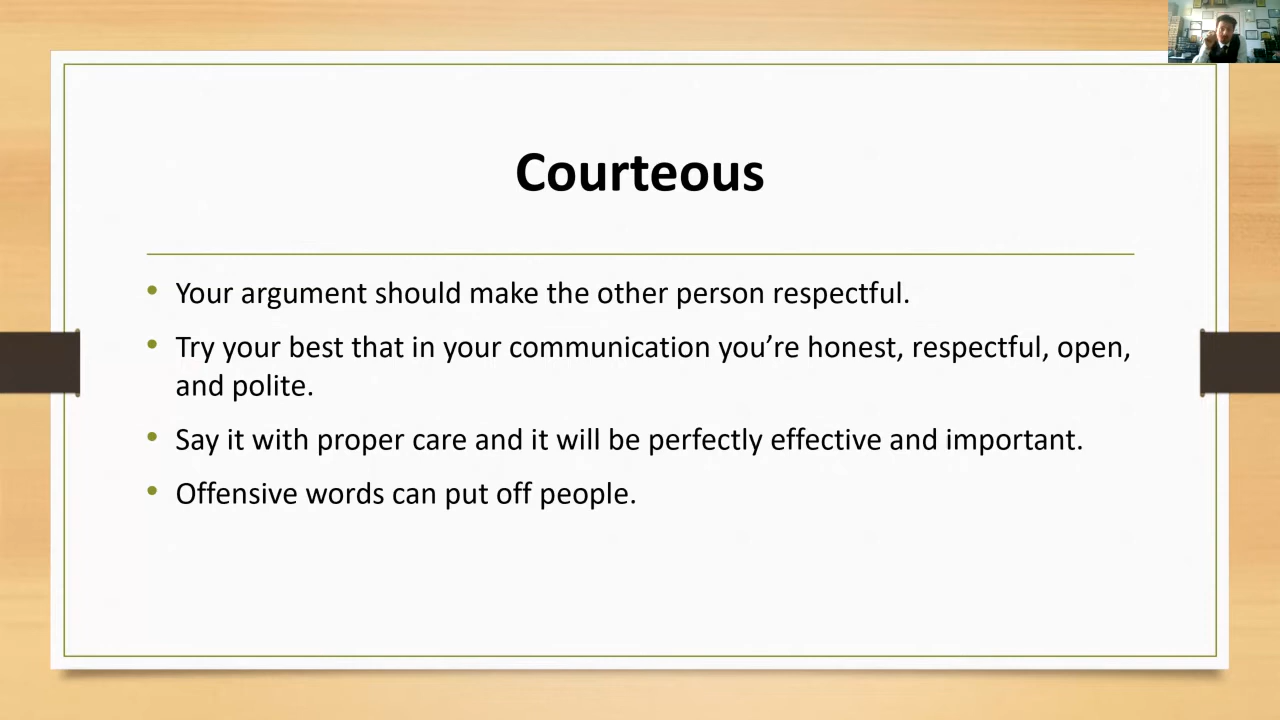 Courteous
• Your argument should make the other person respectful.
• Try your best that in your communication you’re honest, respectful, open,
and polite.
• Say it with proper care and it will be perfectly effective and important.
• Offensive words can put off people.